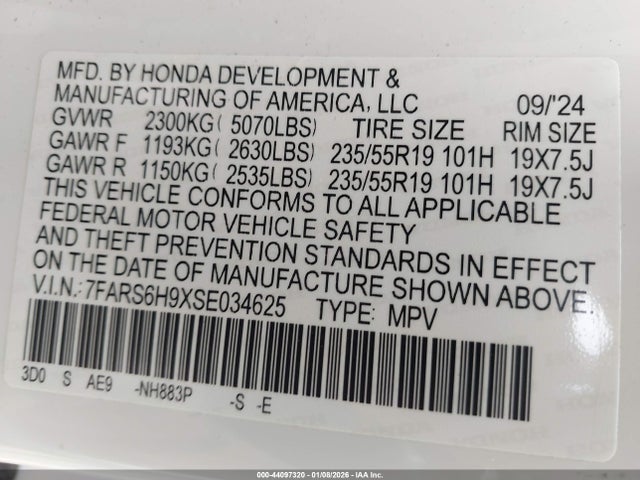 MFD. BY HONDA DEVELOPMENT &
MANUFACTURING OF AMERICA, LLC 09/'24
GVWR 2300KG( 5070LBS) TIRE SIZE RIM SIZE
GAWR F 1193KG( 2630LBS) 235/55R19 101H 19X7.5J
GAWR R 1150KG( 2535LBS) 235/55R19 101H 19X7.5J
THIS VEHICLE CONFORMS TO ALL APPLICABLE
FEDERAL MOTOR VEHICLE SAFETY
AND THEFT PREVENTION STANDARDS IN EFFECT
ON THE DATE OF MANUFACTURE SHOWN ABOVE.
V.I.N.:7FARS6H9XSE034625 TYPE: MPV
3D0 S AE9 -NH883P -S -E
000-44097320 | 01/08/2026 | IAA Inc.